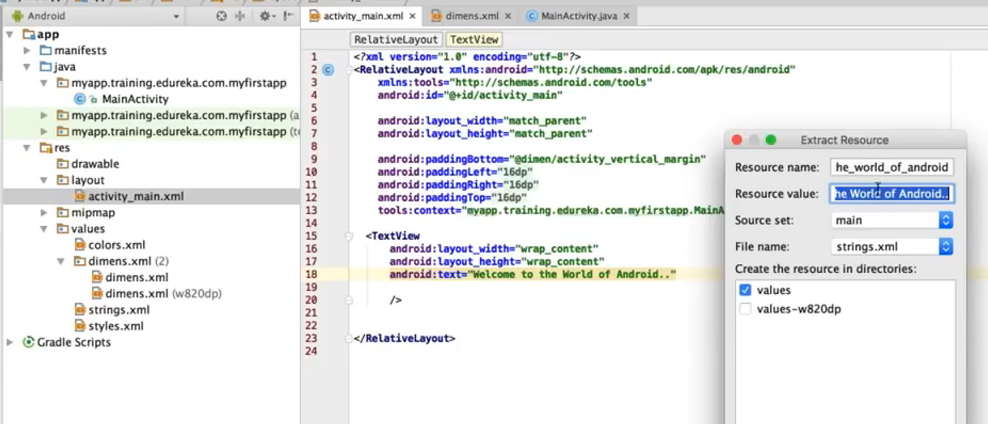 Android
activity_main.xml
dimens.xml
MainActivity.java
app
manifests
java
myapp.training.edureka.com.myfirstapp
MainActivity
myapp.training.edureka.com.myfirstapp (a
myapp.training.edureka.com.myfirstapp (te
res
drawable
layout
activity_main.xml
mipmap
values
colors.xml
dimens.xml (2)
dimens.xml
dimens.xml (w820dp)
strings.xml
styles.xml
Gradle Scripts
RelativeLayout TextView
1 <?xml version="1.0" encoding="utf-8"?>
2 <RelativeLayout xmlns:android="http://schemas.android.com/apk/res/android"
3 xmlns:tools="http://schemas.android.com/tools"
4 android:id="@+id/activity_main"
5
6 android:layout_width="match_parent"
7 android:layout_height="match_parent"
8
9 android:paddingBottom="@dimen/activity_vertical_margin"
10 android:paddingLeft="16dp"
11 android:paddingRight="16dp"
12 android:paddingTop="16dp"
13 tools:context="myapp.training.edureka.com.myfirstapp.MainA
14
15 <TextView
16 android:layout_width="wrap_content"
17 android:layout_height="wrap_content"
18 android:text="Welcome to the World of Android.."
19
20 />
21
22
23 </RelativeLayout>
24
Extract Resource
Resource name: he_world_of_android
Resource value: he World of Android..
Source set: main
File name: strings.xml
Create the resource in directories:
values
values-w820dp